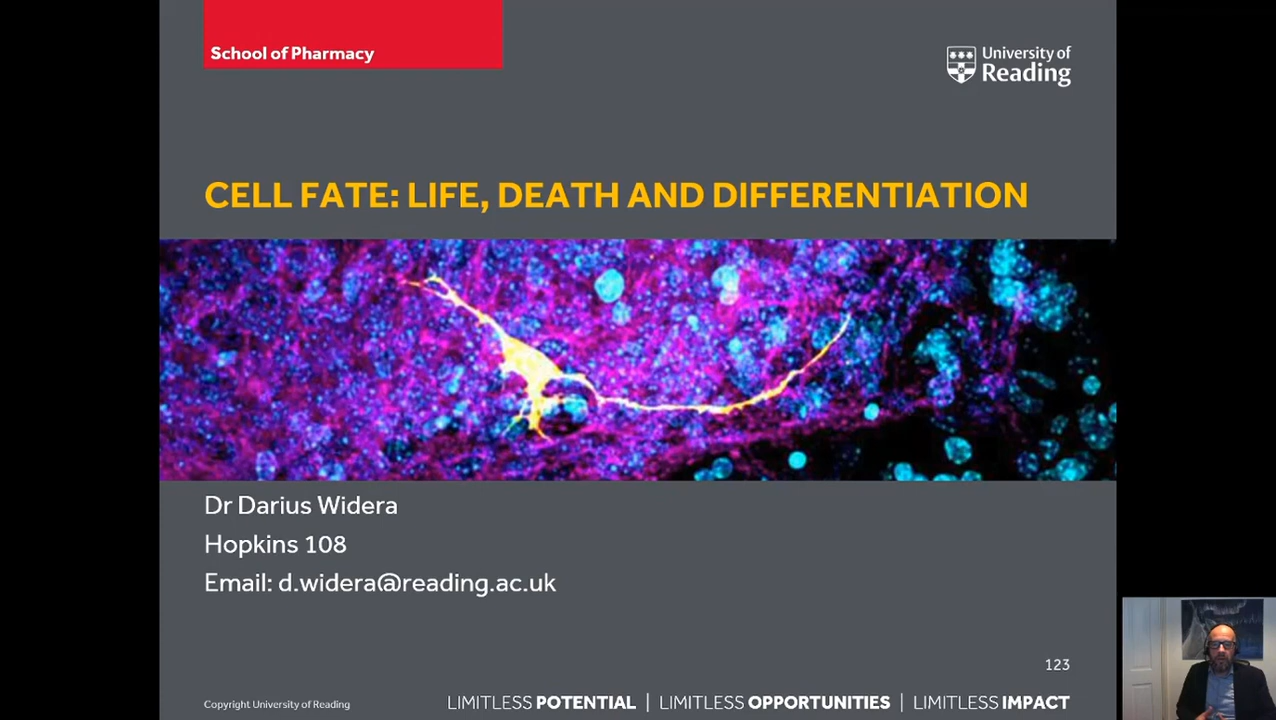 School of Pharmacy
University of
Reading
CELL FATE: LIFE, DEATH AND DIFFERENTIATION
Dr Darius Widera
Hopkins 108
Email: d.widera@reading.ac.uk
123
Copyright University of Reading
LIMITLESS POTENTIAL | LIMITLESS OPPORTUNITIES | LIMITLESS IMPACT